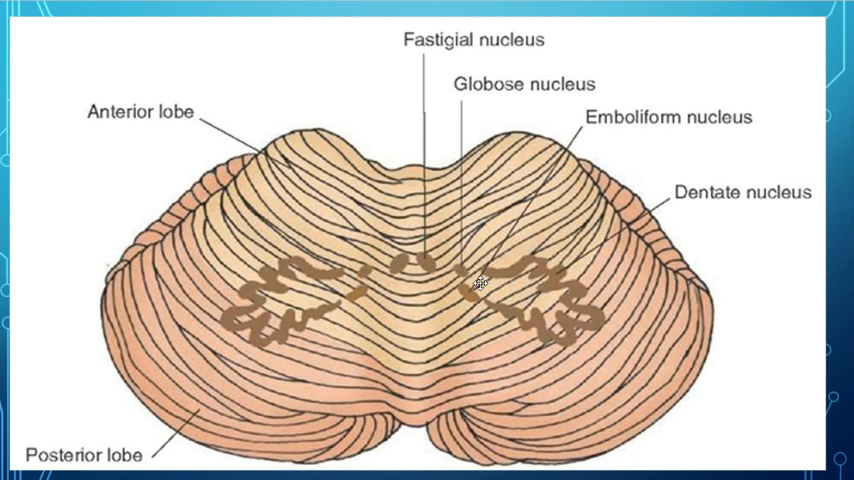 Fastigial nucleus
Globose nucleus
Anterior lobe
Emboliform nucleus
Dentate nucleus
Posterior lobe